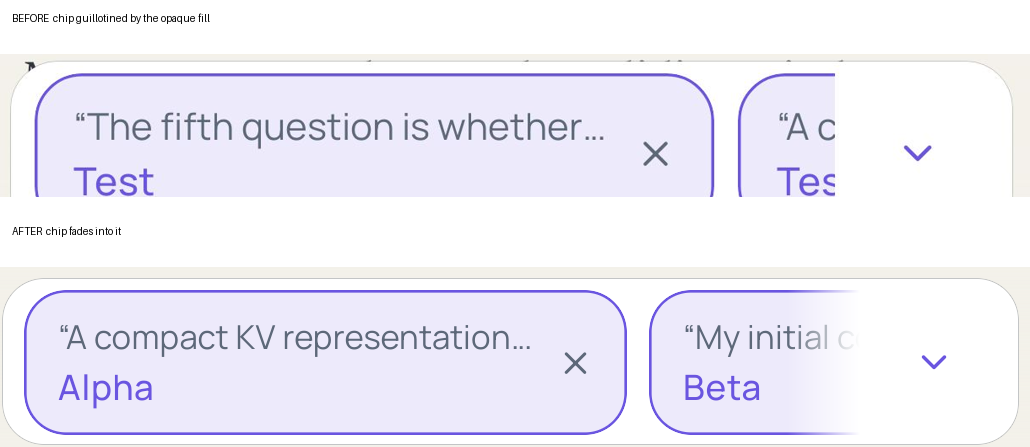 BEFORE chip guillotined by the opaque fill
“The fifth question is whether...
Test
“A c
Tes
AFTER chip fades into it
“A compact KV representation...
Alpha
“My initial c
Beta